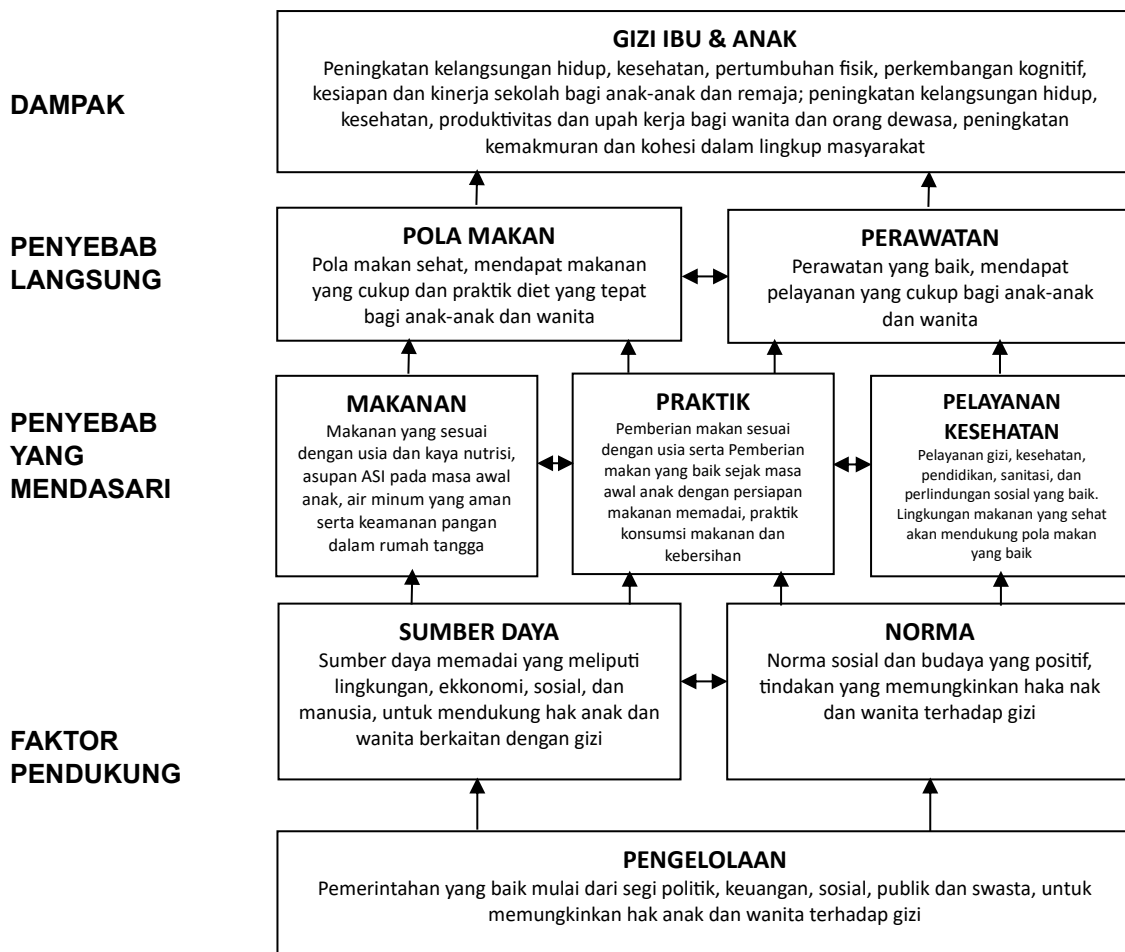 GIZI IBU & ANAK
Peningkatan kelangsungan hidup, kesehatan, pertumbuhan fisik, perkembangan kognitif,
kesiapan dan kinerja sekolah bagi anak-anak dan remaja; peningkatan kelangsungan hidup,
kesehatan, produktivitas dan upah kerja bagi wanita dan orang dewasa, peningkatan
kemakmuran dan kohesi dalam lingkup masyarakat
DAMPAK
PENYEBAB
LANGSUNG
POLA MAKAN
Pola makan sehat, mendapat makanan
yang cukup dan praktik diet yang tepat
bagi anak-anak dan wanita
PERAWATAN
Perawatan yang baik, mendapat
pelayanan yang cukup bagi anak-anak
dan wanita
PENYEBAB
YANG
MENDASARI
MAKANAN
Makanan yang sesuai
dengan usia dan kaya nutrisi,
asupan ASI pada masa awal
anak, air minum yang aman
serta keamanan pangan
dalam rumah tangga
PRAKTIK
Pemberian makan sesuai
dengan usia serta Pemberian
makan yang baik sejak masa
awal anak dengan persiapan
makanan memadai, praktik
konsumsi makanan dan
kebersihan
PELAYANAN
KESEHATAN
Pelayanan gizi, kesehatan,
pendidikan, sanitasi, dan
perlindungan sosial yang baik.
Lingkungan makanan yang sehat
akan mendukung pola makan
yang baik
FAKTOR
PENDUKUNG
SUMBER DAYA
Sumber daya memadai yang meliputi
lingkungan, ekkonomi, sosial, dan
manusia, untuk mendukung hak anak dan
wanita berkaitan dengan gizi
NORMA
Norma sosial dan budaya yang positif,
tindakan yang memungkinkan haka nak
dan wanita terhadap gizi
PENGELOLAAN
Pemerintahan yang baik mulai dari segi politik, keuangan, sosial, publik dan swasta, untuk
memungkinkan hak anak dan wanita terhadap gizi